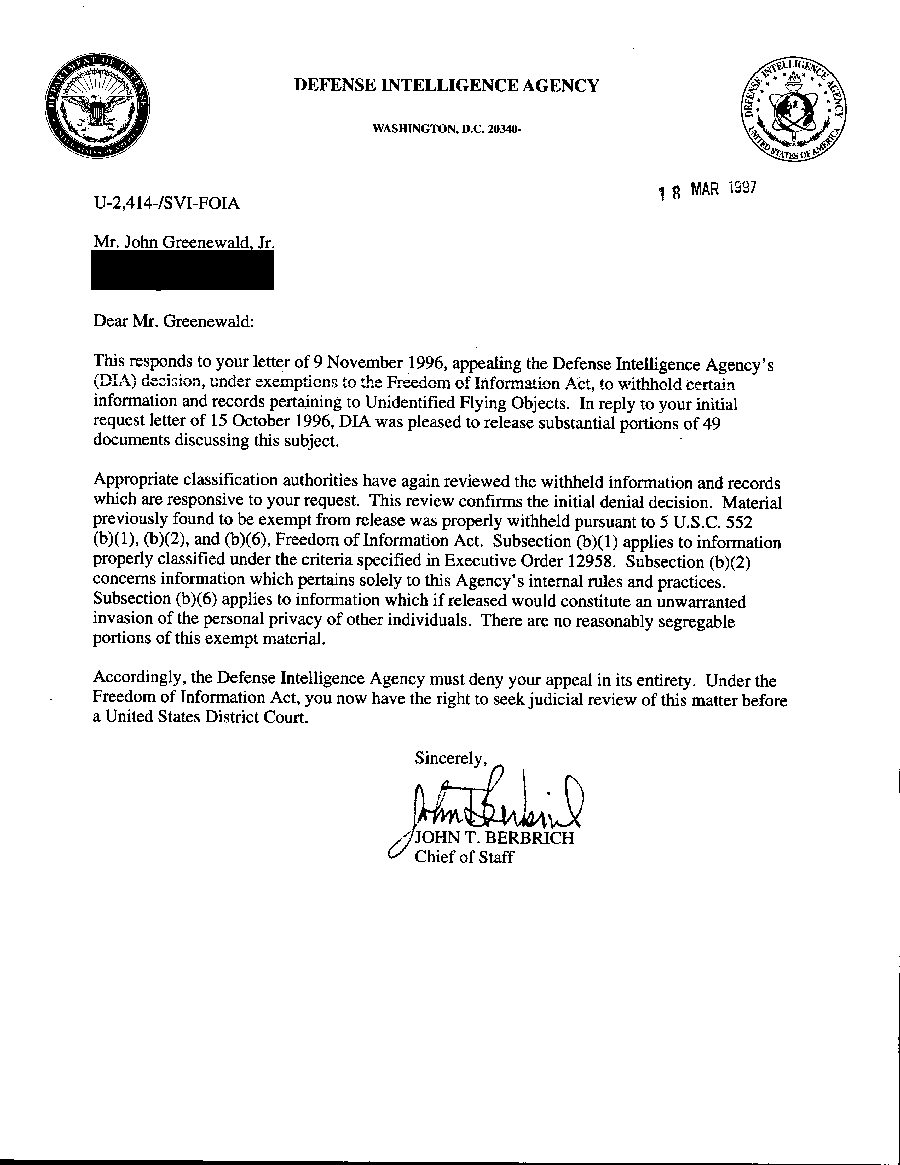 DEPARTMENT OF DEFENSE
UNITED STATES OF AMERICA
DEFENSE INTELLIGENCE AGENCY
WASHINGTON, D.C. 20340-
DEFENSE INTELLIGENCE AGENCY
UNITED STATES OF AMERICA
18 MAR 1997
U-2,414-/SVI-FOIA
Mr. John Greenewald, Jr.
Dear Mr. Greenewald:
This responds to your letter of 9 November 1996, appealing the Defense Intelligence Agency's
(DIA) decision, under exemptions to the Freedom of Information Act, to withhold certain
information and records pertaining to Unidentified Flying Objects.  In reply to your initial
request letter of 15 October 1996, DIA was pleased to release substantial portions of 49
documents discussing this subject.
Appropriate classification authorities have again reviewed the withheld information and records
which are responsive to your request.  This review confirms the initial denial decision.  Material
previously found to be exempt from release was properly withheld pursuant to 5 U.S.C. 552
(b)(1), (b)(2), and (b)(6), Freedom of Information Act.  Subsection (b)(1) applies to information
properly classified under the criteria specified in Executive Order 12958.  Subsection (b)(2)
concerns information which pertains solely to this Agency's internal rules and practices.
Subsection (b)(6) applies to information which if released would constitute an unwarranted
invasion of the personal privacy of other individuals.  There are no reasonably segregable
portions of this exempt material.
Accordingly, the Defense Intelligence Agency must deny your appeal in its entirety.  Under the
Freedom of Information Act, you now have the right to seek judicial review of this matter before
a United States District Court.
Sincerely,
John T Berbrich
JOHN T. BERBRICH
Chief of Staff